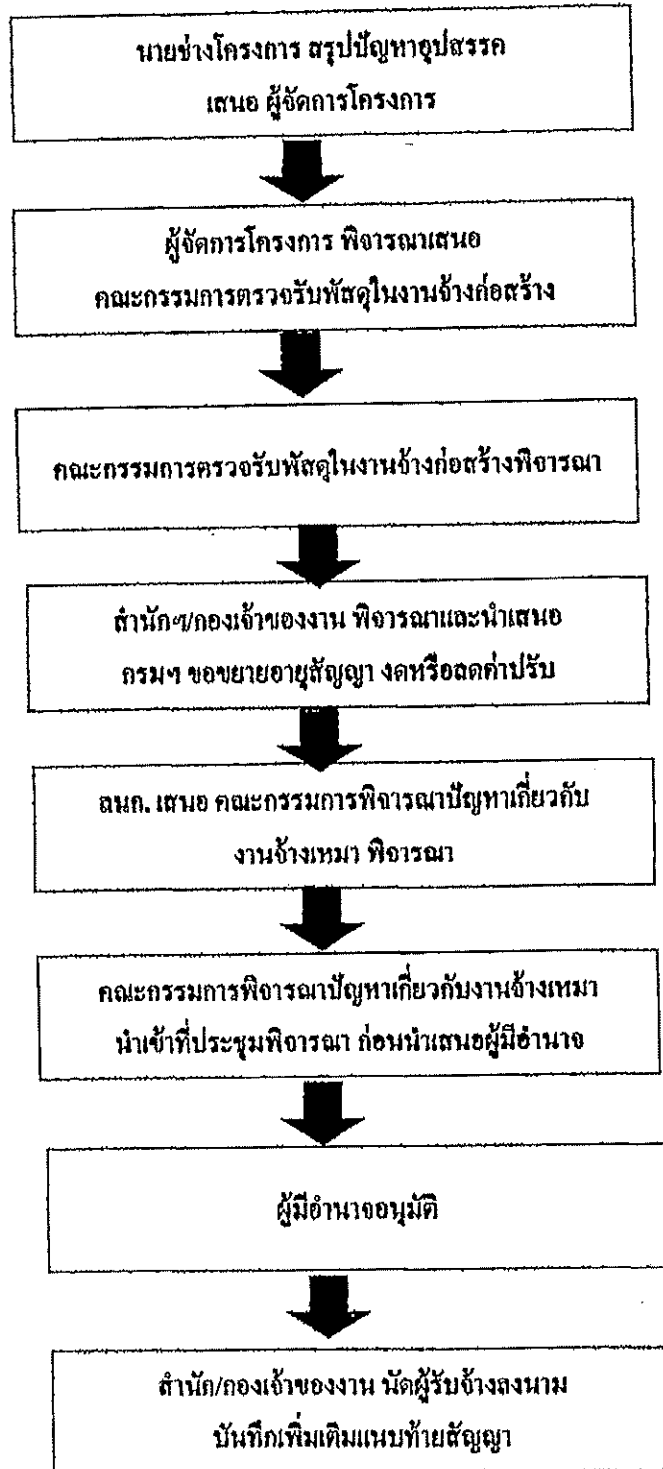 นายช่างโครงการ สรุปปัญหาอุปสรรค
เสนอ ผู้จัดการโครงการ
ผู้จัดการโครงการ พิจารณาเสนอ
คณะกรรมการตรวจรับพัสดุในงานจ้างก่อสร้าง
คณะกรรมการตรวจรับพัสดุในงานจ้างก่อสร้างพิจารณา
สำนักฯ/กองเจ้าของงาน พิจารณาและนำเสนอ
กรมฯ ขอขยายอายุสัญญา งดหรือลดค่าปรับ
ลนก. เสนอ คณะกรรมการพิจารณาปัญหาเกี่ยวกับ
งานจ้างเหมา พิจารณา
คณะกรรมการพิจารณาปัญหาเกี่ยวกับงานจ้างเหมา
นำเข้าที่ประชุมพิจารณา ก่อนนำเสนอผู้มีอำนาจ
ผู้มีอำนาจอนุมัติ
สำนัก/กองเจ้าของงาน นัดผู้รับจ้างลงนาม
บันทึกเพิ่มเติมแนบท้ายสัญญา